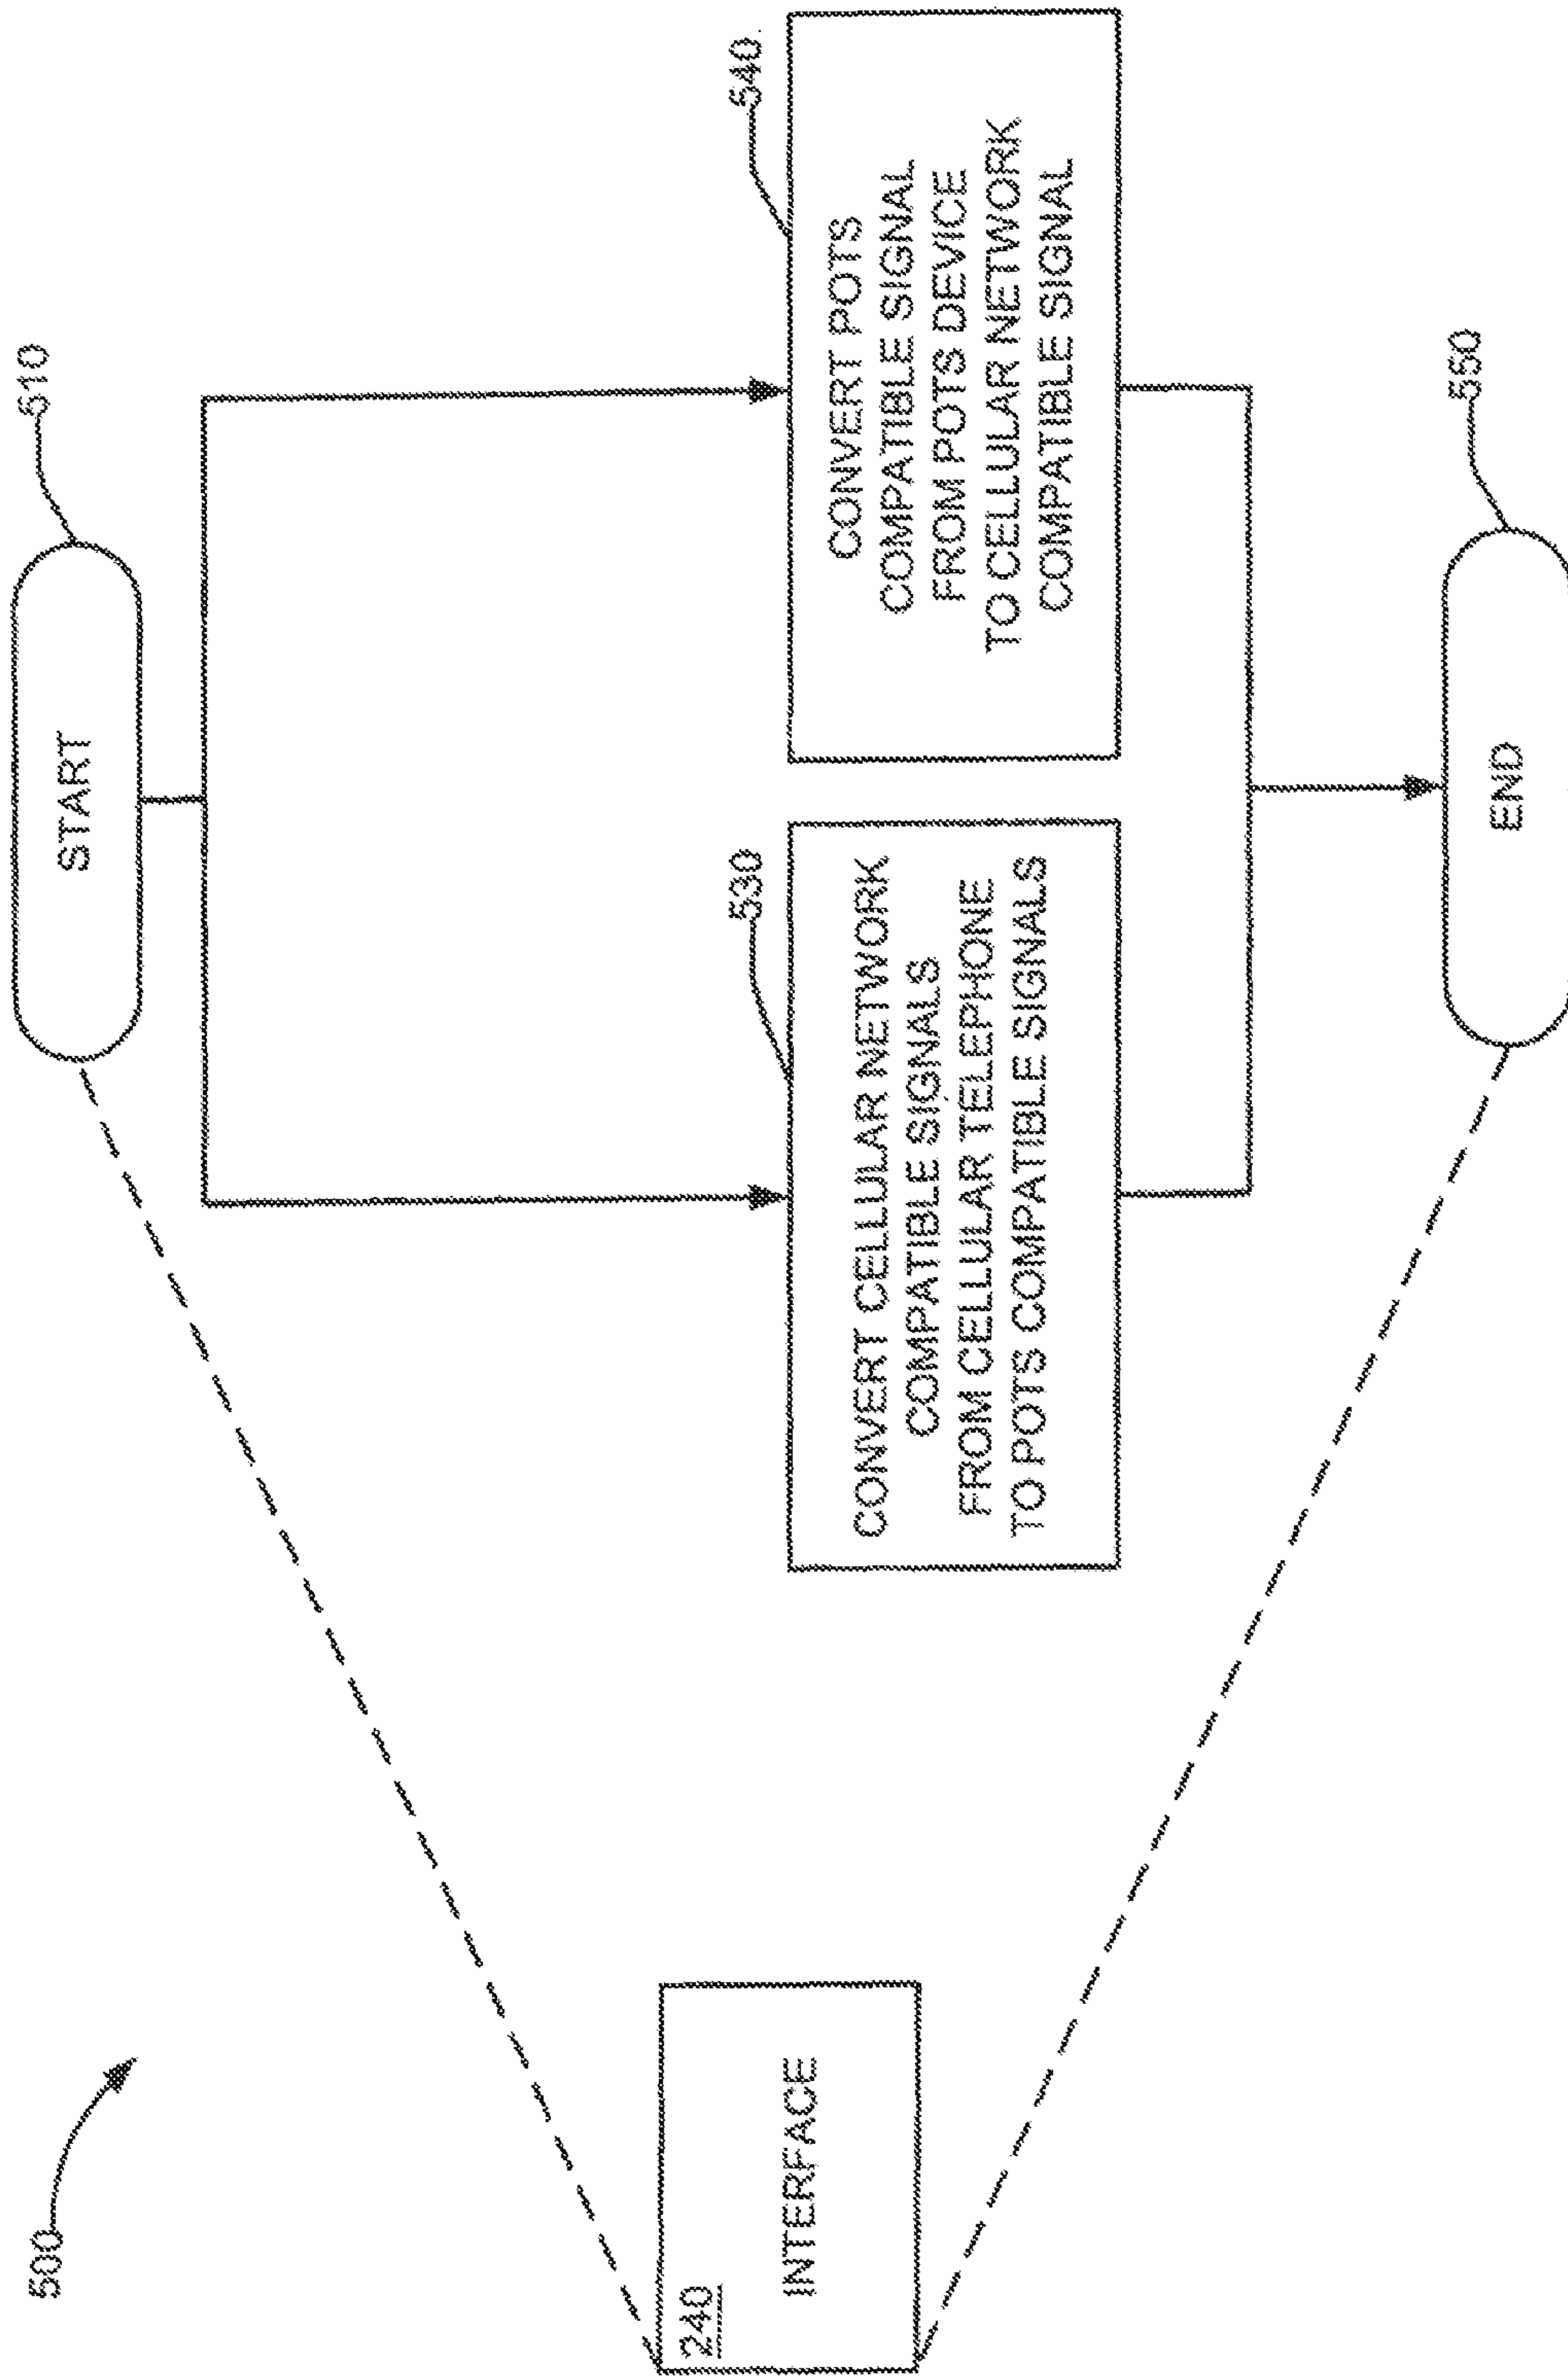 500
510
START
240
INTERFACE
530
CONVERT CELLULAR NETWORK
COMPATIBLE SIGNALS
FROM CELLULAR TELEPHONE
TO POTS COMPATIBLE SIGNALS
540
CONVERT POTS
COMPATIBLE SIGNAL
FROM POTS DEVICE
TO CELLULAR NETWORK
COMPATIBLE SIGNAL
550
END